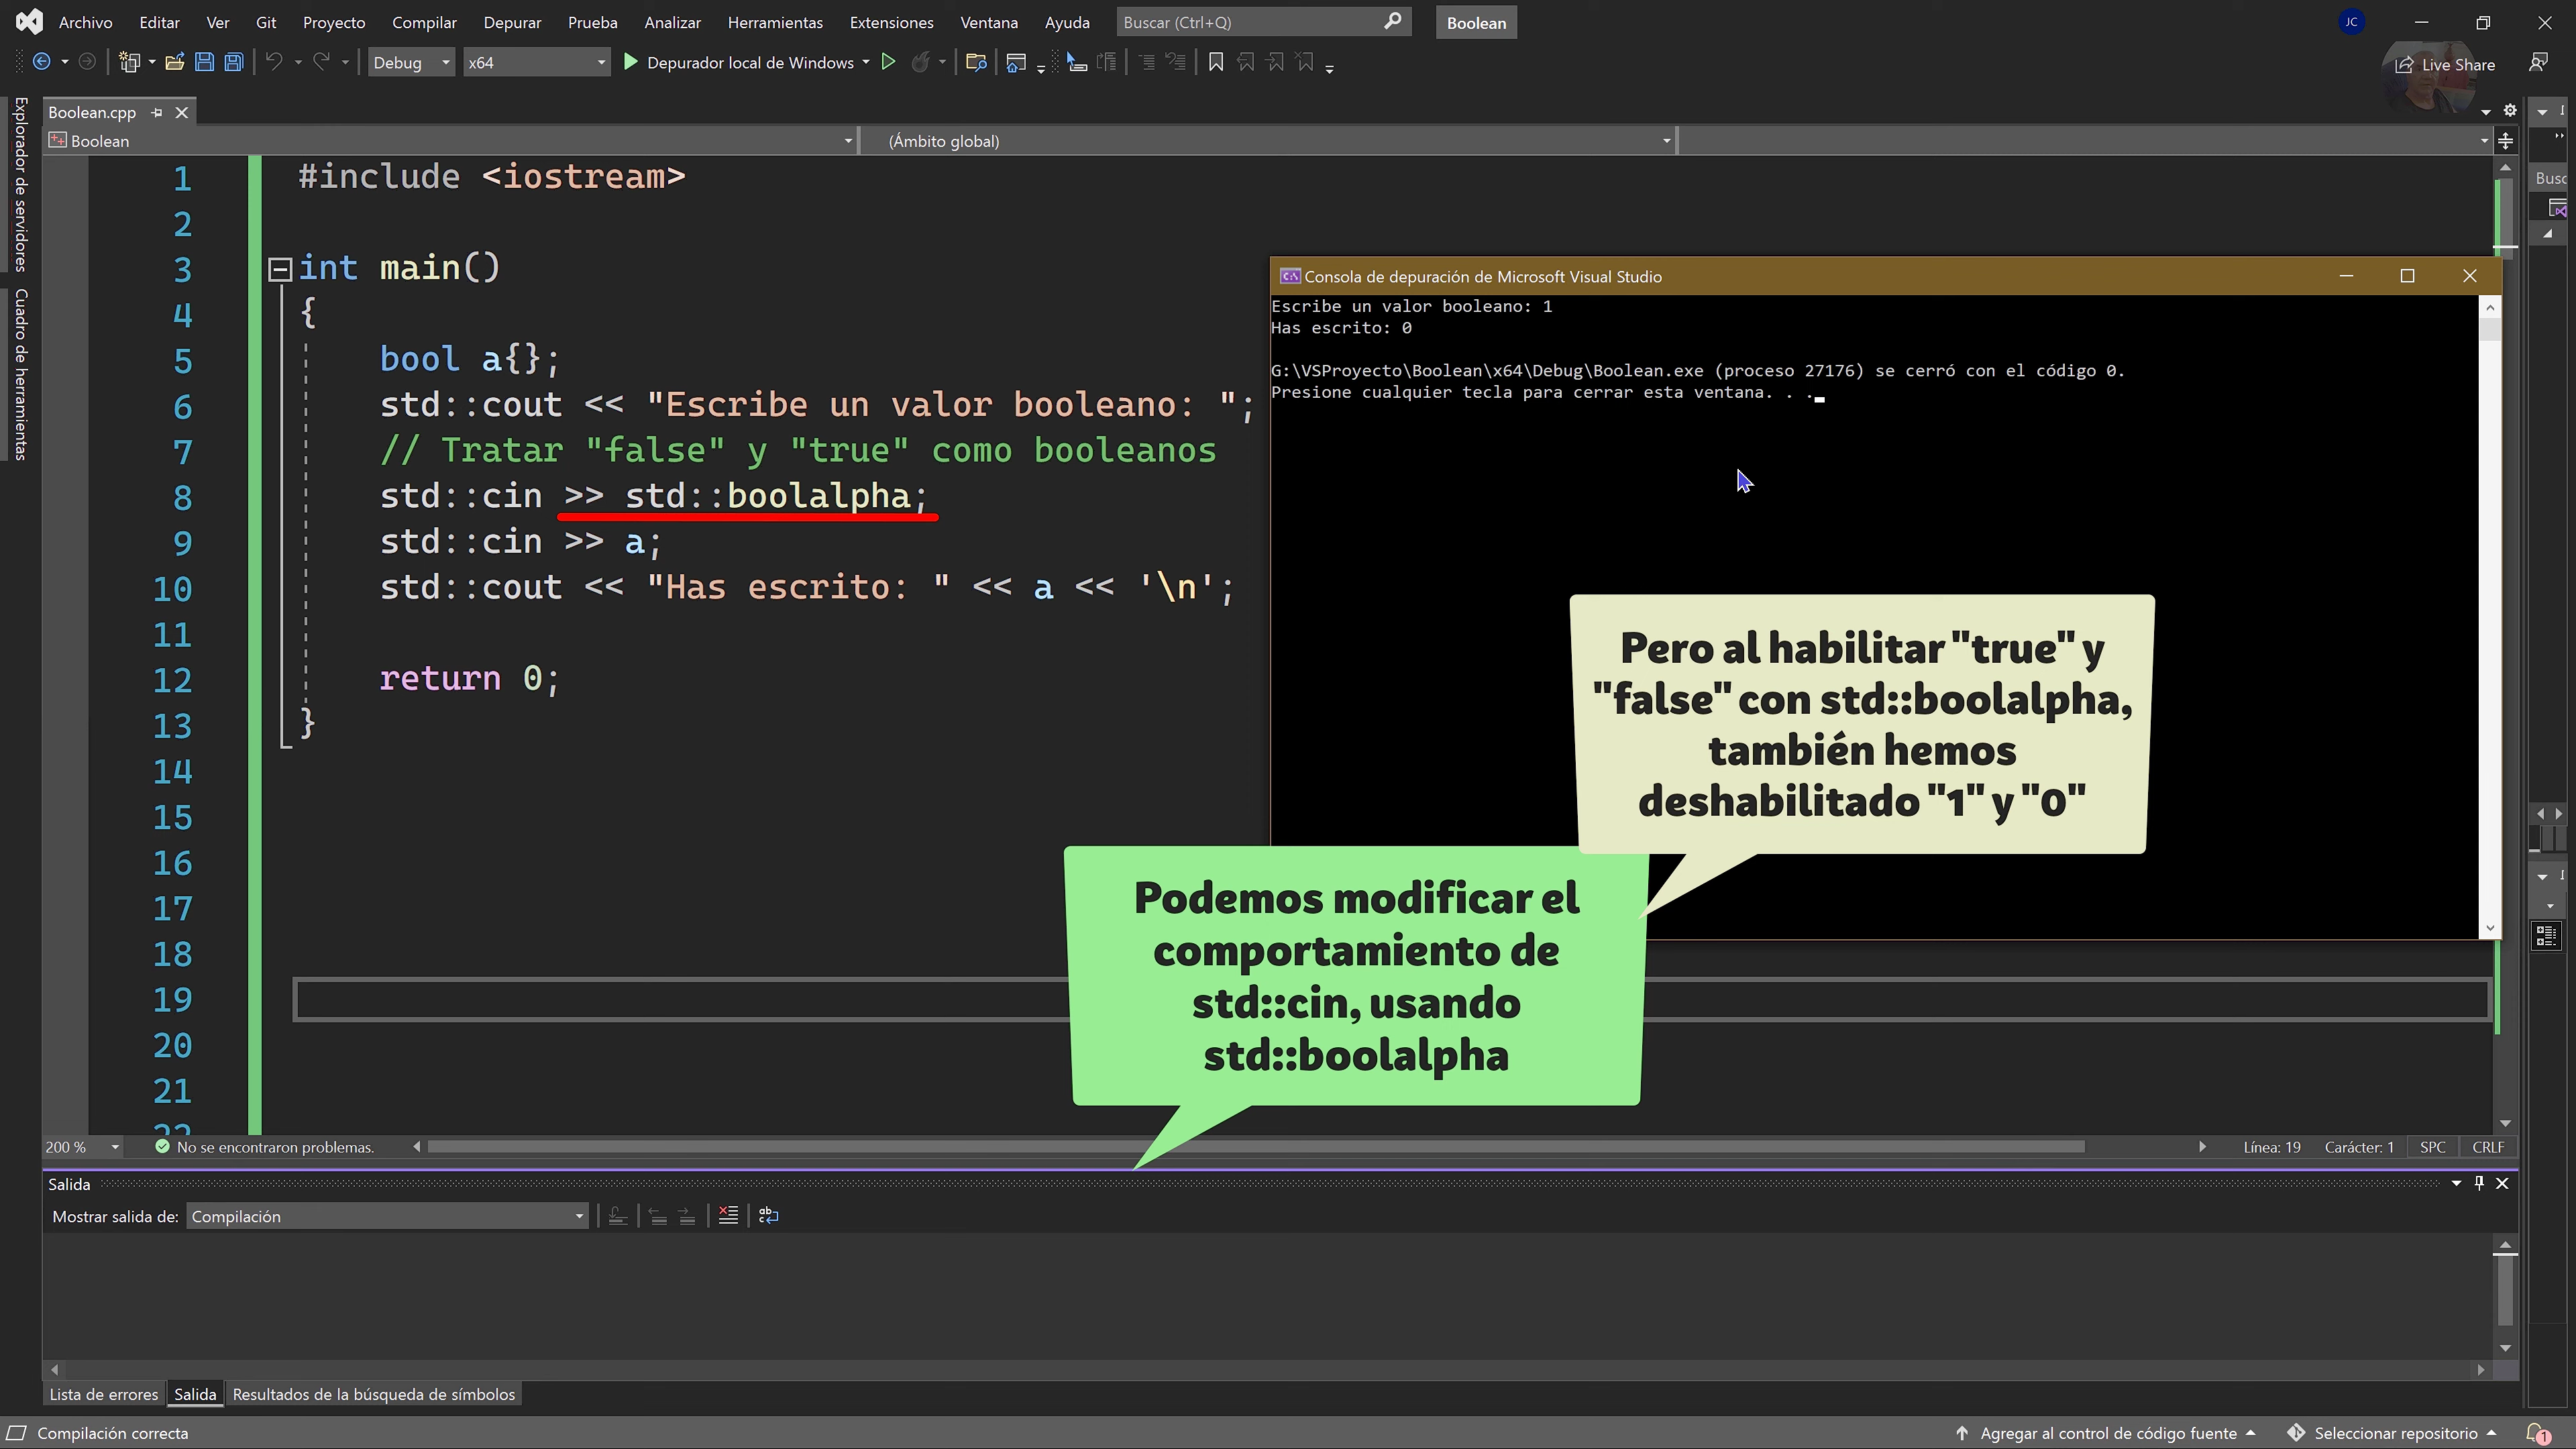 Archivo Editar Ver Git Proyecto Compilar Depurar Prueba Analizar Herramientas Extensiones Ventana Ayuda Buscar (Ctrl+Q) Boolean JC
Debug x64 Depurador local de Windows Live Share
Explorador de servidores
Cuadro de herramientas
Boolean.cpp
Boolean (Ámbito global)
1 #include <iostream>
2
3 int main()
4 {
5 bool a{};
6 std::cout << "Escribe un valor booleano: ";
7 // Tratar "false" y "true" como booleanos
8 std::cin >> std::boolalpha;
9 std::cin >> a;
10 std::cout << "Has escrito: " << a << '\n';
11
12 return 0;
13 }
14
15
16
17
18
19
20
21
22
Consola de depuración de Microsoft Visual Studio
Escribe un valor booleano: 1
Has escrito: 0
G:\VSProyecto\Boolean\x64\Debug\Boolean.exe (proceso 27176) se cerró con el código 0.
Presione cualquier tecla para cerrar esta ventana. . .
Pero al habilitar "true" y
"false" con std::boolalpha,
también hemos
deshabilitado "1" y "0"
Podemos modificar el
comportamiento de
std::cin, usando
std::boolalpha
Busc
200 % No se encontraron problemas. Línea: 19 Carácter: 1 SPC CRLF
Salida
Mostrar salida de: Compilación
Lista de errores Salida Resultados de la búsqueda de símbolos
Compilación correcta Agregar al control de código fuente Seleccionar repositorio 1